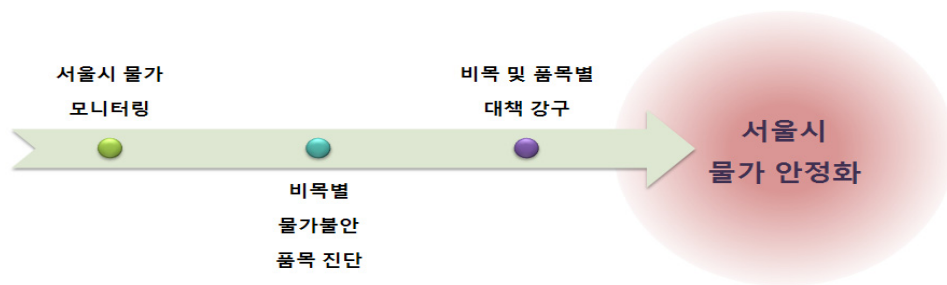 서울시 물가
모니터링
비목별
물가불안
품목 진단
비목 및 품목별
대책 강구
서울시
물가 안정화